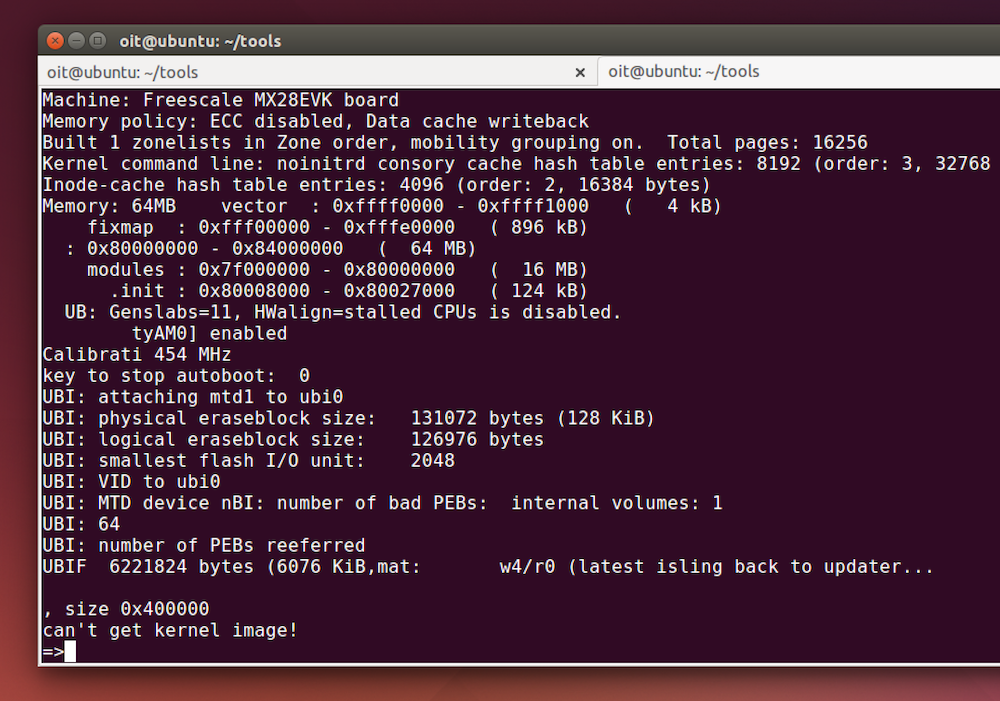 oit@ubuntu: ~/tools
oit@ubuntu: ~/tools × oit@ubuntu: ~/tools
Machine: Freescale MX28EVK board
Memory policy: ECC disabled, Data cache writeback
Built 1 zonelists in Zone order, mobility grouping on.  Total pages: 16256
Kernel command line: noinitrd consory cache hash table entries: 8192 (order: 3, 32768
Inode-cache hash table entries: 4096 (order: 2, 16384 bytes)
Memory: 64MB    vector  : 0xffff0000 - 0xffff1000   (   4 kB)
    fixmap  : 0xfff00000 - 0xfffe0000   ( 896 kB)
  : 0x80000000 - 0x84000000   (  64 MB)
    modules : 0x7f000000 - 0x80000000   (  16 MB)
      .init : 0x80008000 - 0x80027000   ( 124 kB)
  UB: Genslabs=11, HWalign=stalled CPUs is disabled.
        tyAM0] enabled
Calibrati 454 MHz
key to stop autoboot:  0
UBI: attaching mtd1 to ubi0
UBI: physical eraseblock size:   131072 bytes (128 KiB)
UBI: logical eraseblock size:    126976 bytes
UBI: smallest flash I/O unit:    2048
UBI: VID to ubi0
UBI: MTD device nBI: number of bad PEBs:  internal volumes: 1
UBI: 64
UBI: number of PEBs reeferred
UBIF  6221824 bytes (6076 KiB,mat:       w4/r0 (latest isling back to updater...
, size 0x400000
can't get kernel image!
=>